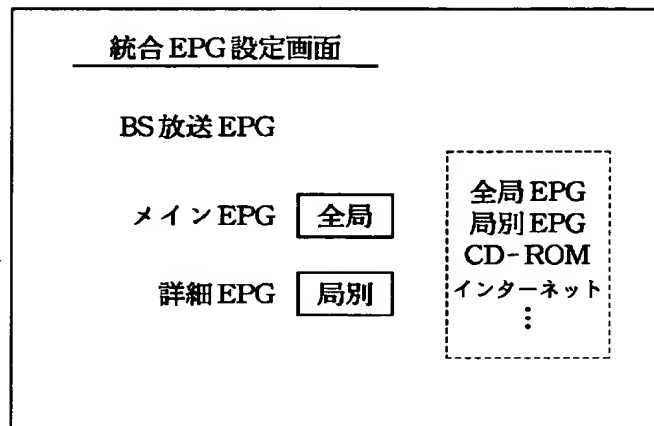 統合EPG設定画面
BS放送EPG
メインEPG 全局
詳細EPG 局別
全局EPG
局別EPG
CD-ROM
インターネット
⋮